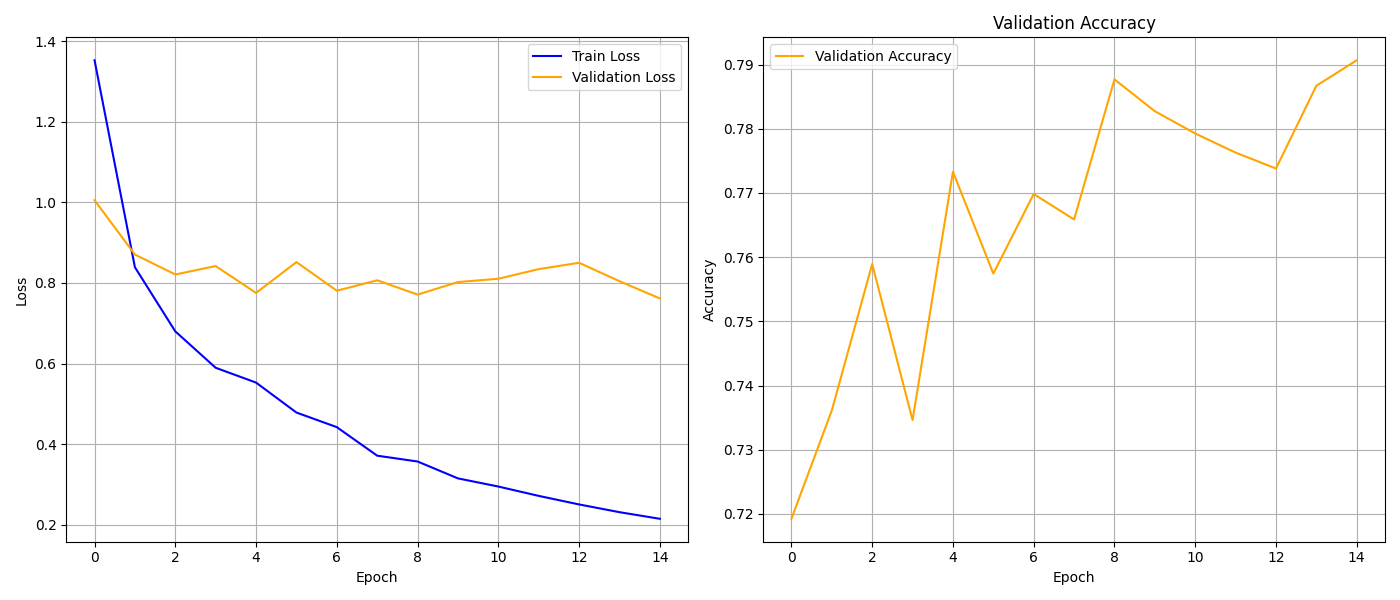 1.4
1.2
1.0
0.8
0.6
0.4
0.2
Loss
0 2 4 6 8 10 12 14
Epoch
Train Loss
Validation Loss
Validation Accuracy
0.79
0.78
0.77
0.76
0.75
0.74
0.73
0.72
Accuracy
0 2 4 6 8 10 12 14
Epoch
Validation Accuracy